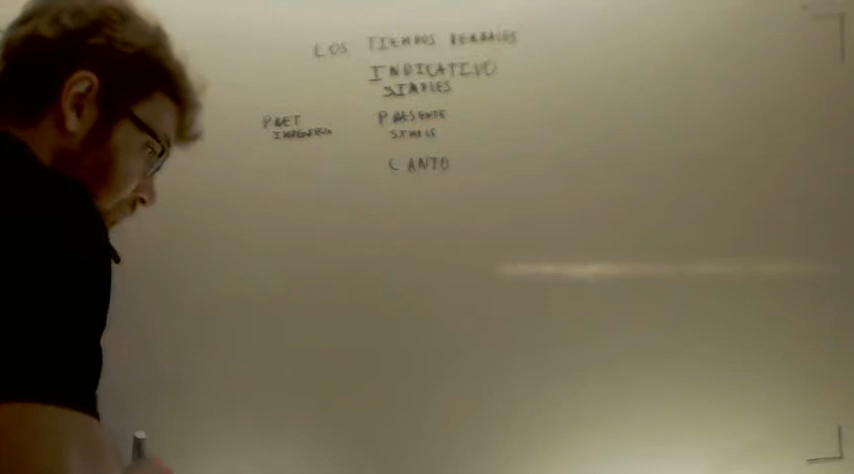 LOS TIEMPOS VERBALES
INDICATIVO
SIMPLES
PRET
IMPERFECTO
PRESENTE
SIMPLE
CANTO